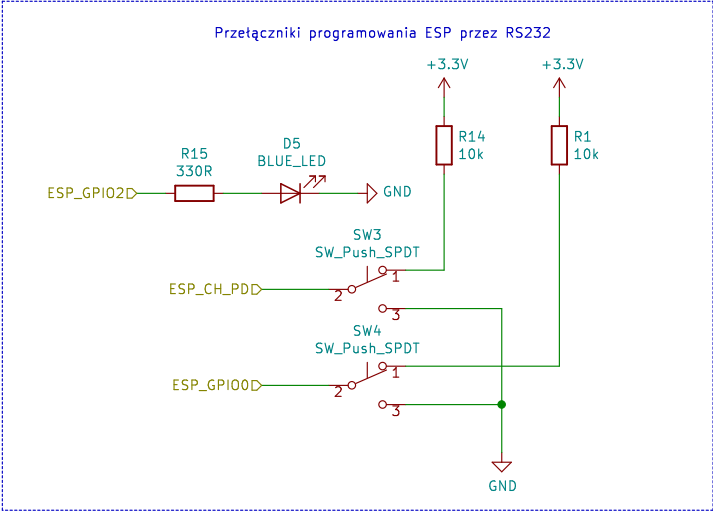 Przełączniki programowania ESP przez RS232
+3.3V
+3.3V
R14
10k
R1
10k
D5
BLUE_LED
R15
330R
ESP_GPIO2
GND
SW3
SW_Push_SPDT
1
ESP_CH_PD
2
3
SW4
SW_Push_SPDT
1
ESP_GPIO0
2
3
GND